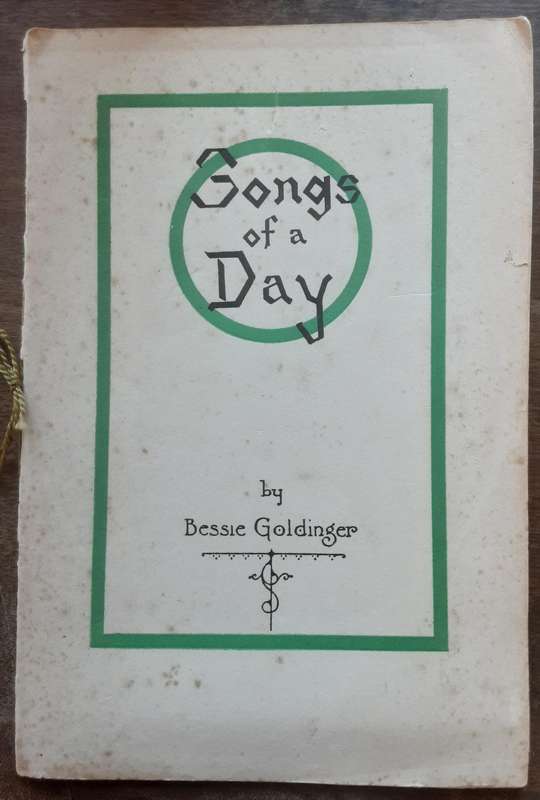 Songs
of a
Day
by
Bessie Goldinger